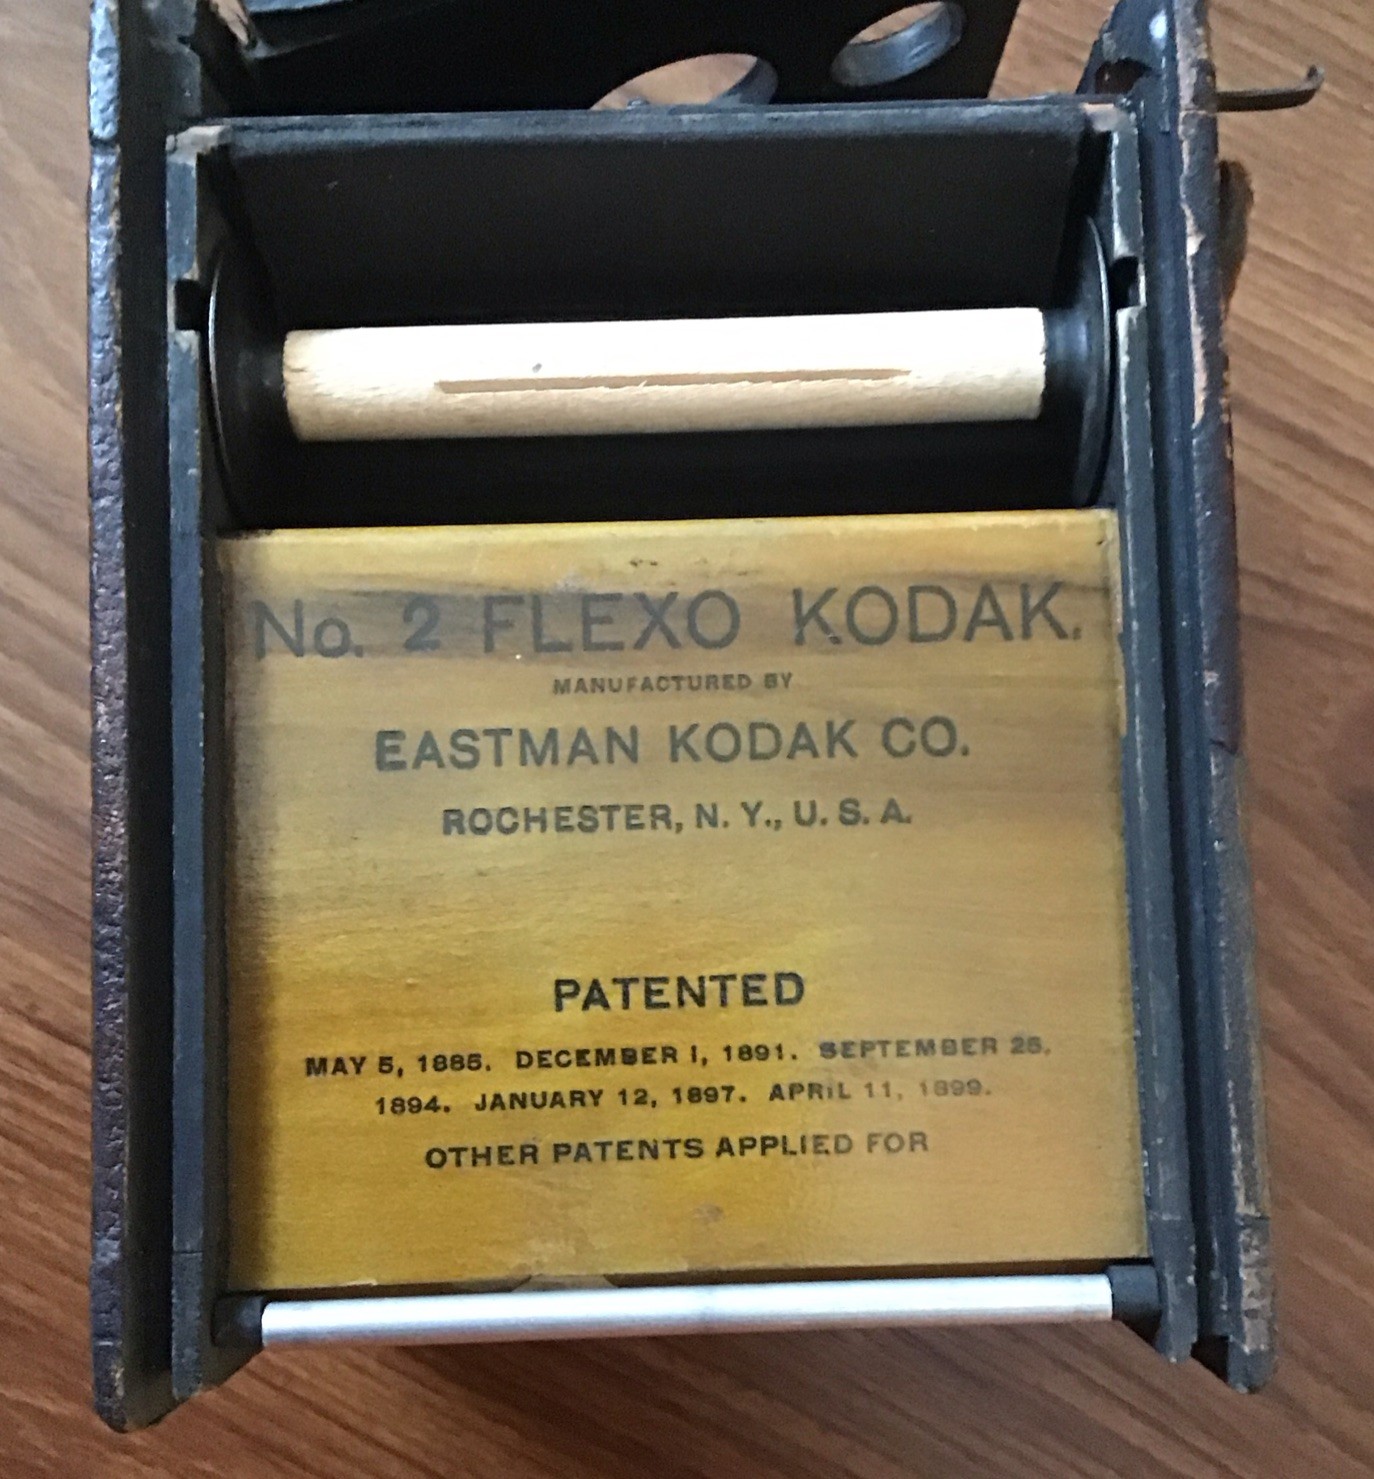 No. 2 FLEXO KODAK.
MANUFACTURED BY
EASTMAN KODAK CO.
ROCHESTER, N. Y., U. S. A.
PATENTED
MAY 5, 1885. DECEMBER 1, 1891. SEPTEMBER 25,
1894. JANUARY 12, 1897. APRIL 11, 1899.
OTHER PATENTS APPLIED FOR